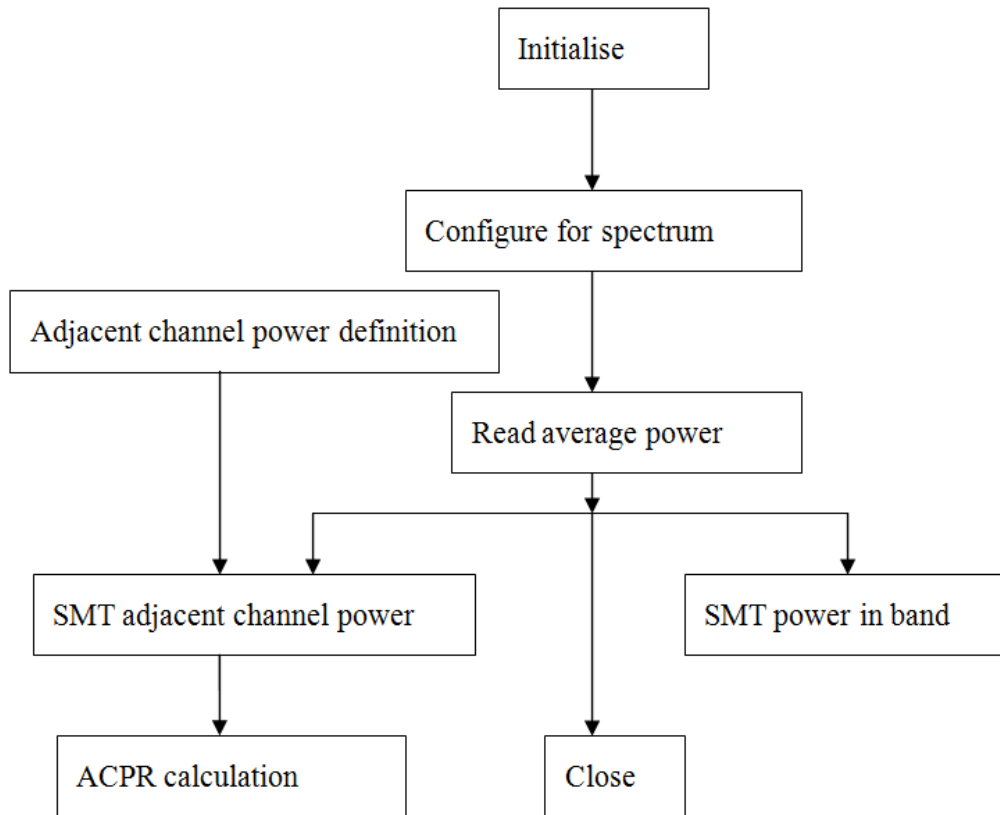 Initialise
Configure for spectrum
Adjacent channel power definition
Read average power
SMT adjacent channel power
SMT power in band
ACPR calculation
Close